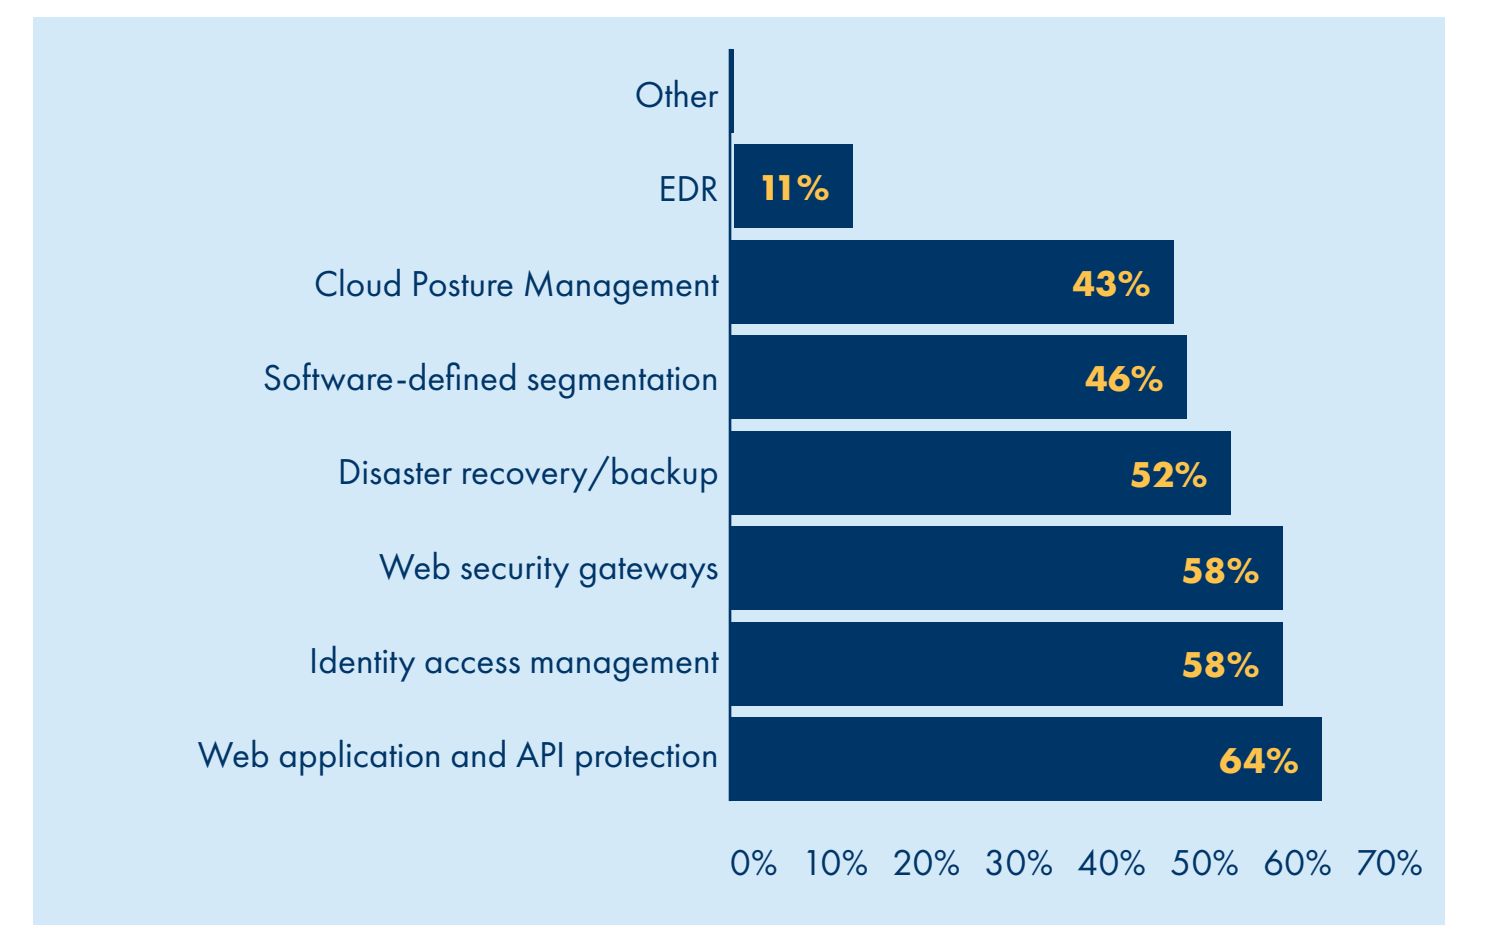 Other
EDR 11%
Cloud Posture Management 43%
Software-defined segmentation 46%
Disaster recovery/backup 52%
Web security gateways 58%
Identity access management 58%
Web application and API protection 64%
0% 10% 20% 30% 40% 50% 60% 70%